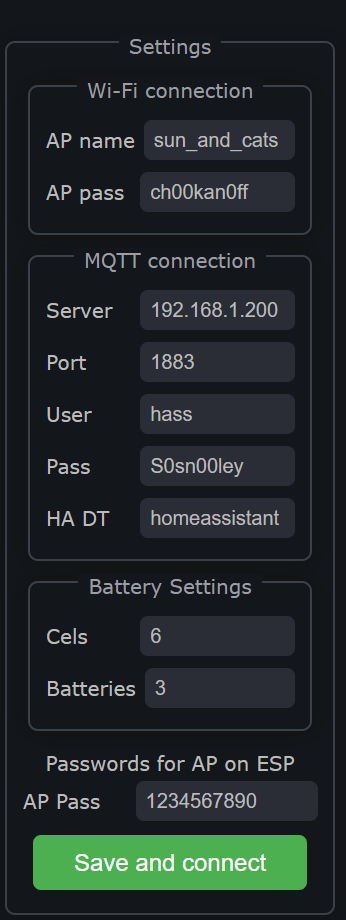 Settings
Wi-Fi connection
AP name sun_and_cats
AP pass ch00kan0ff
MQTT connection
Server 192.168.1.200
Port 1883
User hass
Pass S0sn00ley
HA DT homeassistant
Battery Settings
Cels 6
Batteries 3
Passwords for AP on ESP
AP Pass 1234567890
Save and connect